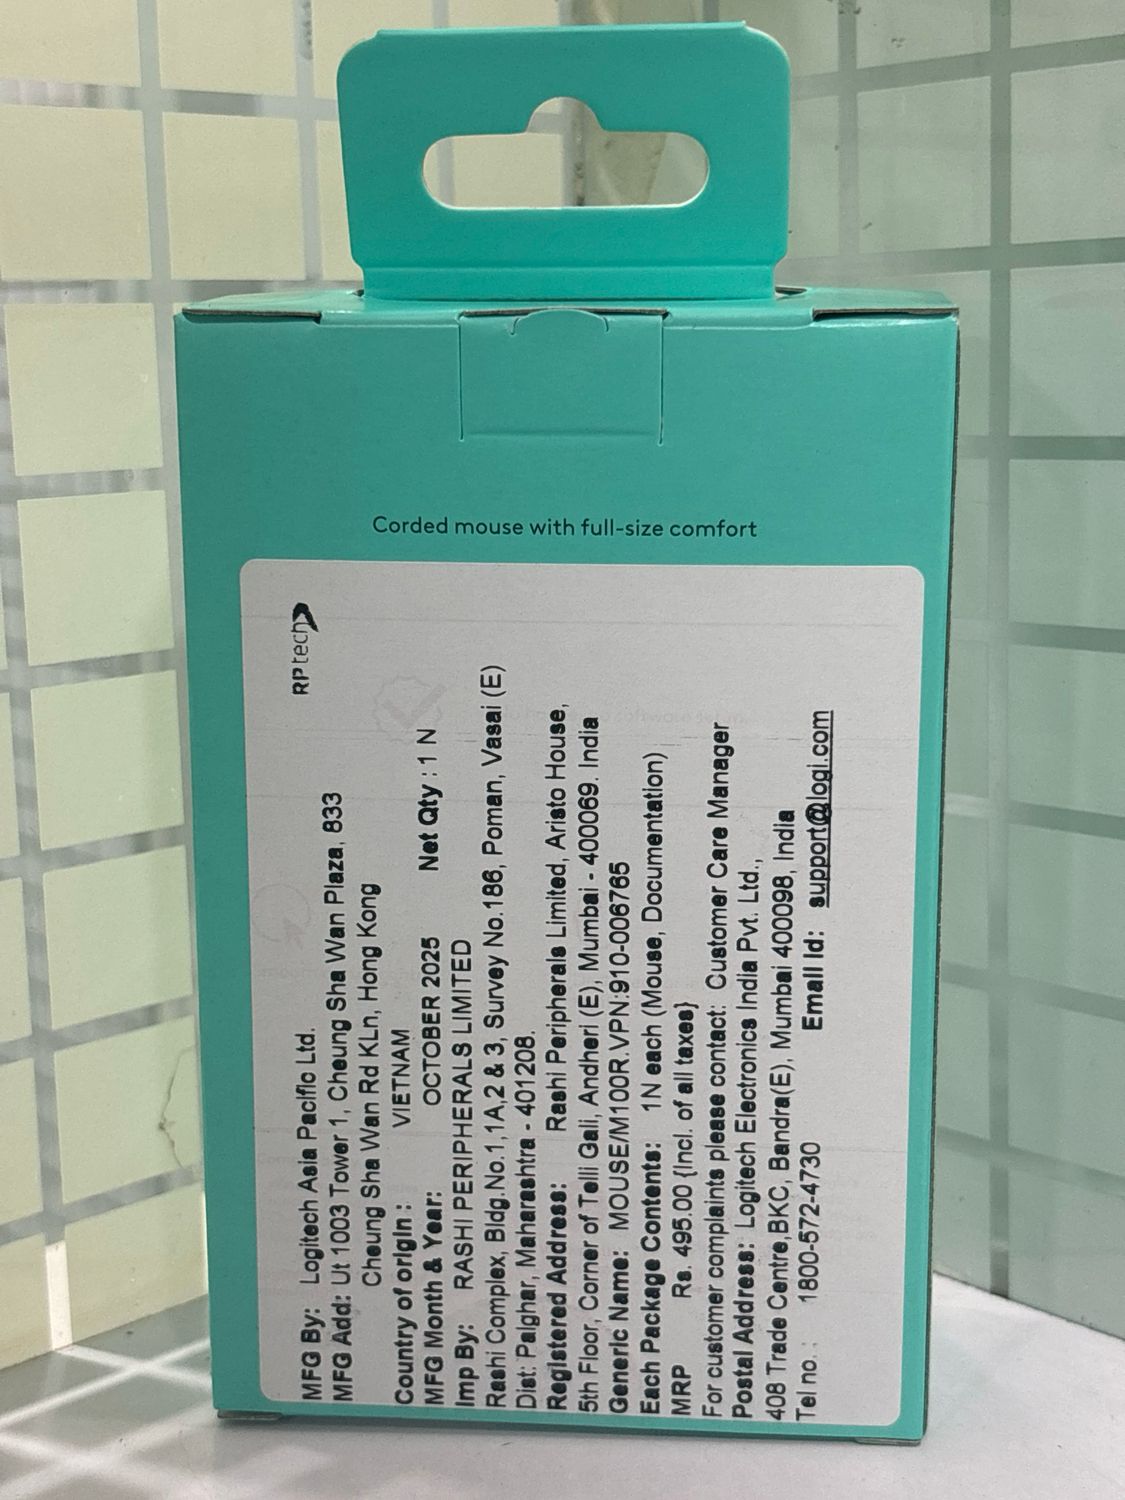 Corded mouse with full-size comfort
RPtech
MFG By: Logitech Asia Pacific Ltd.
MFG Add: Ut 1003 Tower 1, Cheung Sha Wan Plaza, 833
Cheung Sha Wan Rd KLn, Hong Kong
Country of origin : VIETNAM
MFG Month & Year: OCTOBER 2025 Net Qty : 1 N
Imp By: RASHI PERIPHERALS LIMITED
Rashi Complex, Bldg.No.1,1A,2 & 3, Survey No.186, Poman, Vasai (E)
Dist: Palghar, Maharashtra - 401208.
Registered Address: Rashi Peripherals Limited, Aristo House,
5th Floor, Corner of Telli Gali, Andheri (E), Mumbai - 400069. India
Generic Name: MOUSE/M100R.VPN:910-006765
Each Package Contents: 1N each (Mouse, Documentation)
MRP Rs. 495.00 {Incl. of all taxes}
For customer complaints please contact: Customer Care Manager
Postal Address: Logitech Electronics India Pvt. Ltd.,
408 Trade Centre,BKC, Bandra(E), Mumbai 400098, India
Tel no. : 1800-572-4730 Email Id: support@logi.com